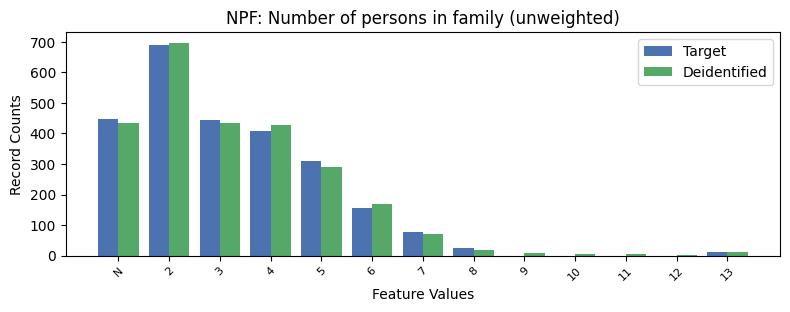 NPF: Number of persons in family (unweighted)
Target
Deidentified
Record Counts
700
600
500
400
300
200
100
0
N 2 3 4 5 6 7 8 9 10 11 12 13
Feature Values